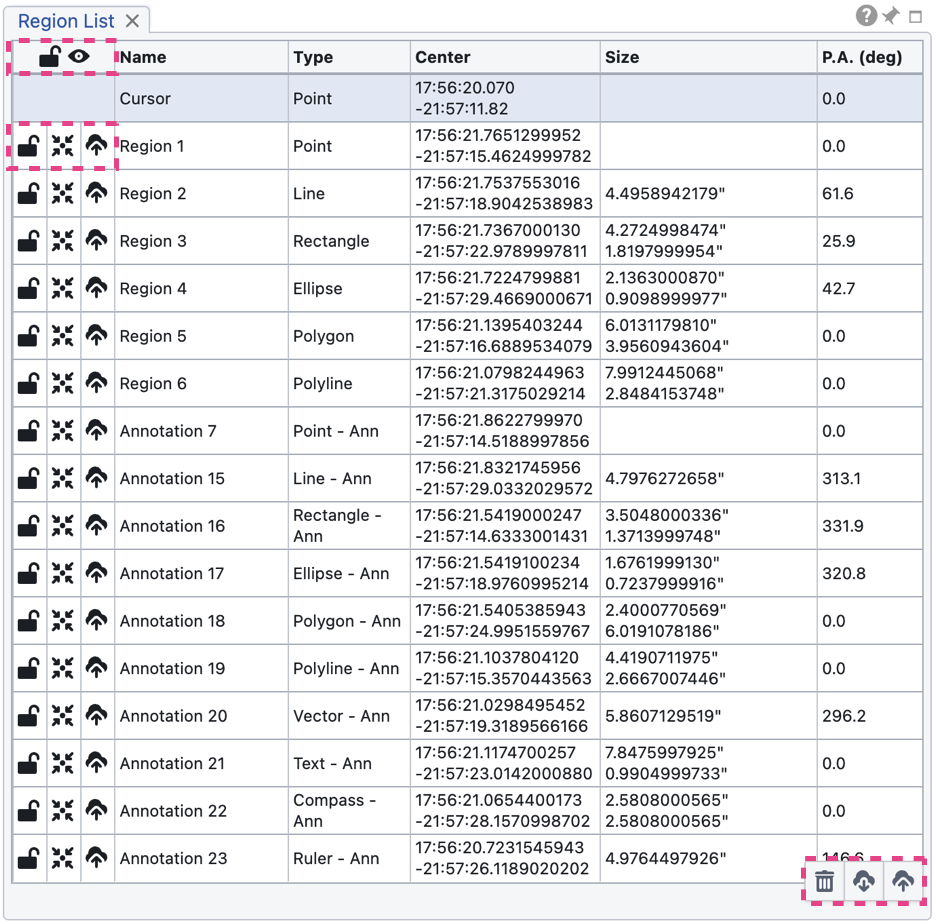 Region List
Name Type Center Size P.A. (deg)
Cursor Point 17:56:20.070 0.0
-21:57:11.82
Region 1 Point 17:56:21.7651299952 0.0
-21:57:15.4624999782
Region 2 Line 17:56:21.7537553016 4.4958942179" 61.6
-21:57:18.9042538983
Region 3 Rectangle 17:56:21.7367000130 4.2724998474" 25.9
-21:57:22.9789997811 1.8197999954"
Region 4 Ellipse 17:56:21.7224799881 2.1363000870" 42.7
-21:57:29.4669000671 0.9098999977"
Region 5 Polygon 17:56:21.1395403244 6.0131179810" 0.0
-21:57:16.6889534079 3.9560943604"
Region 6 Polyline 17:56:21.0798244963 7.9912445068" 0.0
-21:57:21.3175029214 2.8484153748"
Annotation 7 Point - Ann 17:56:21.8622799970 0.0
-21:57:14.5188997856
Annotation 15 Line - Ann 17:56:21.8321745956 4.7976272658" 313.1
-21:57:29.0332029572
Annotation 16 Rectangle - 17:56:21.5419000247 3.5048000336" 331.9
Ann -21:57:14.6333001431 1.3713999748"
Annotation 17 Ellipse - Ann 17:56:21.5419100234 1.6761999130" 320.8
-21:57:18.9760995214 0.7237999916"
Annotation 18 Polygon - Ann 17:56:21.5405385943 2.4000770569" 0.0
-21:57:24.9951559767 6.0191078186"
Annotation 19 Polyline - Ann 17:56:21.1037804120 4.4190711975" 0.0
-21:57:15.3570443563 2.6667007446"
Annotation 20 Vector - Ann 17:56:21.0298495452 5.8607129519" 296.2
-21:57:19.3189566166
Annotation 21 Text - Ann 17:56:21.1174700257 7.8475997925" 0.0
-21:57:23.0142000880 0.9904999733"
Annotation 22 Compass - 17:56:21.0654400173 2.5808000565" 0.0
Ann -21:57:28.1570998702 2.5808000565"
Annotation 23 Ruler - Ann 17:56:20.7231545943 4.9764497926" 146.6
-21:57:26.1189020202